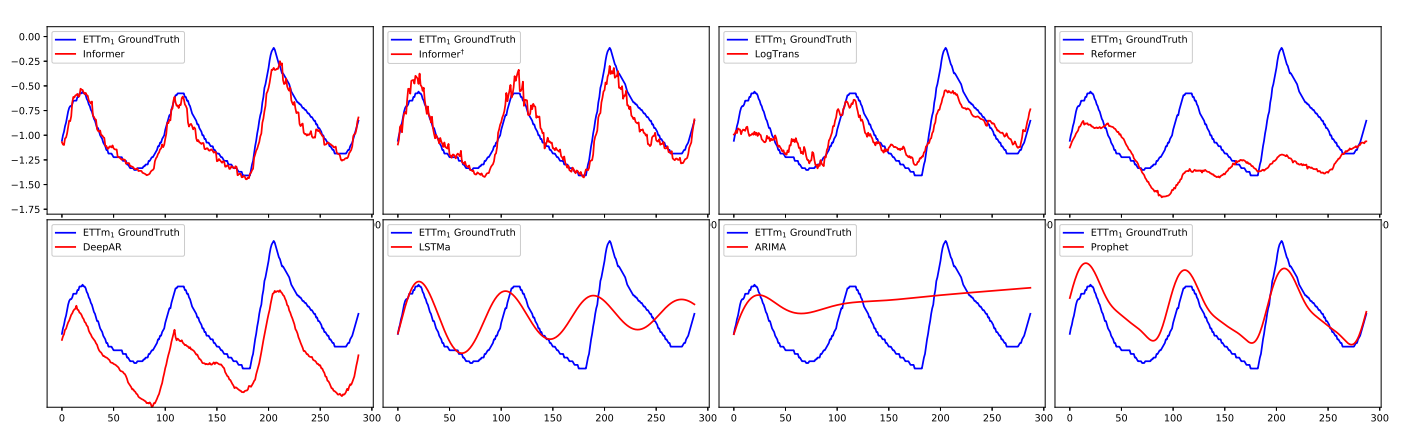 ETTm₁ GroundTruth
Informer
ETTm₁ GroundTruth
Informer†
ETTm₁ GroundTruth
LogTrans
ETTm₁ GroundTruth
Reformer
0.00
−0.25
−0.50
−0.75
−1.00
−1.25
−1.50
−1.75
0
0
ETTm₁ GroundTruth
DeepAR
ETTm₁ GroundTruth
LSTMa
ETTm₁ GroundTruth
ARIMA
ETTm₁ GroundTruth
Prophet
0 50 100 150 200 250 300
0 50 100 150 200 250 300
0 50 100 150 200 250 300
0 50 100 150 200 250 300